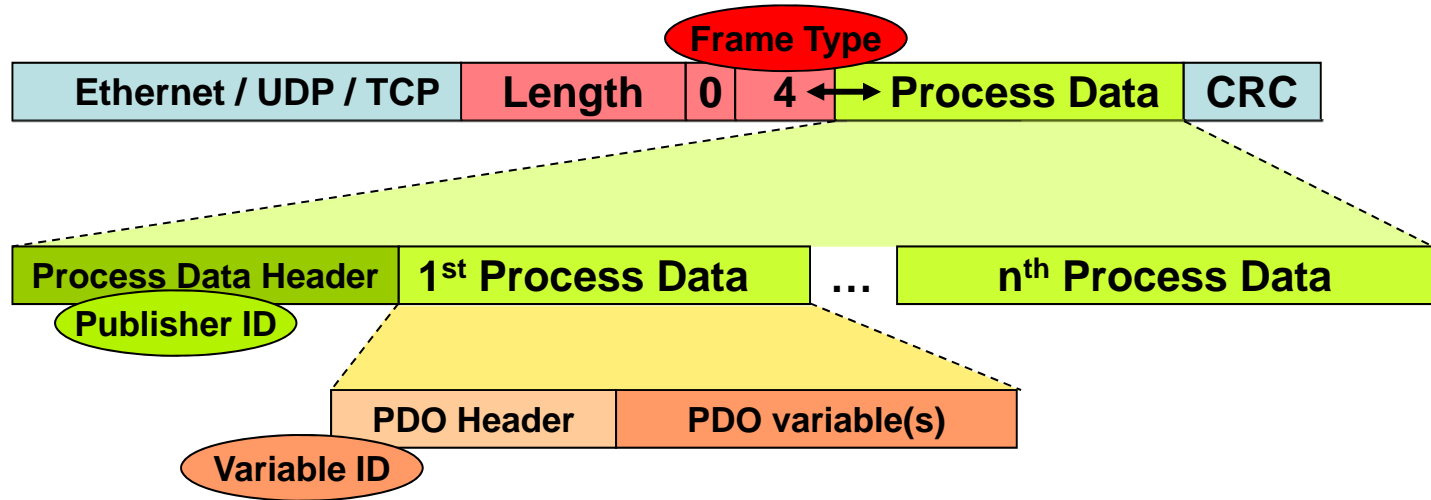 Frame Type
Ethernet / UDP / TCP Length 0 4 Process Data CRC
Process Data Header 1st Process Data ... nth Process Data
Publisher ID
PDO Header PDO variable(s)
Variable ID